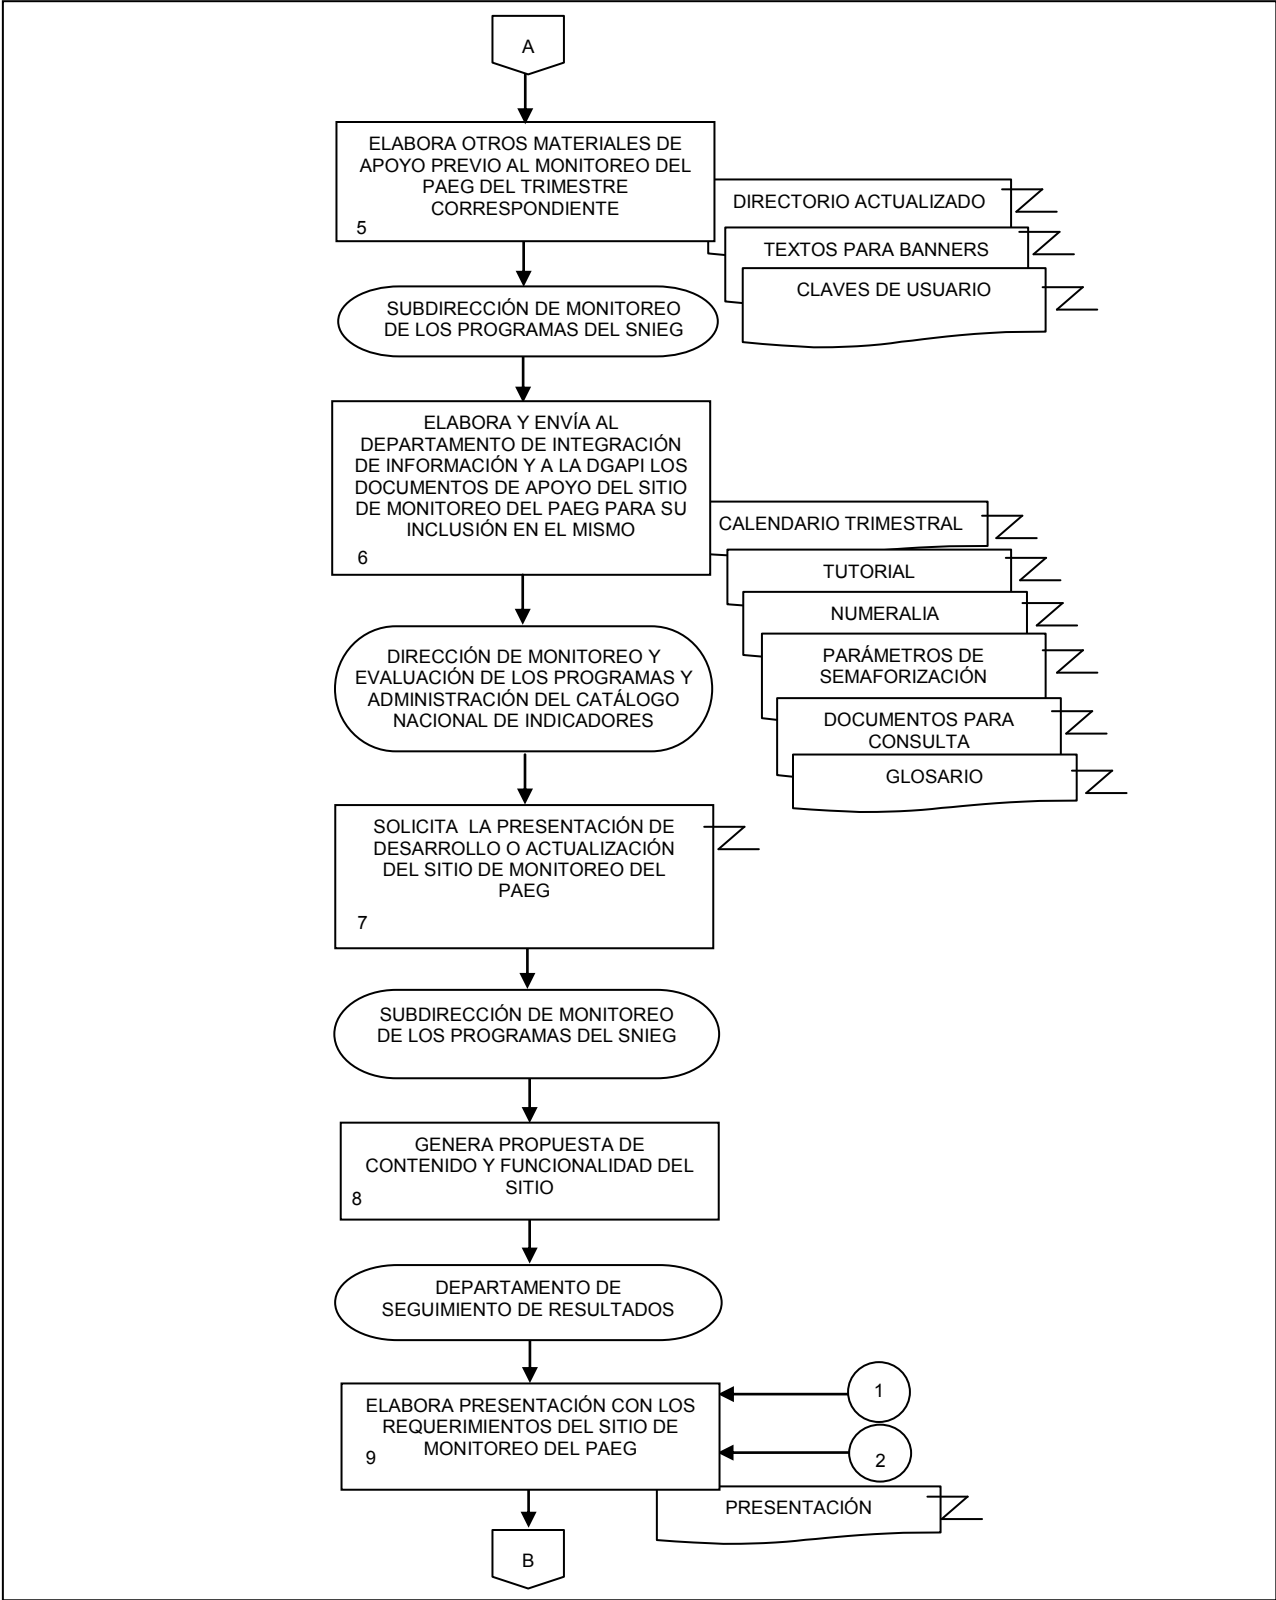 A
ELABORA OTROS MATERIALES DE
APOYO PREVIO AL MONITOREO DEL
PAEG DEL TRIMESTRE
CORRESPONDIENTE
5
DIRECTORIO ACTUALIZADO
TEXTOS PARA BANNERS
CLAVES DE USUARIO
SUBDIRECCIÓN DE MONITOREO
DE LOS PROGRAMAS DEL SNIEG
ELABORA Y ENVÍA AL
DEPARTAMENTO DE INTEGRACIÓN
DE INFORMACIÓN Y A LA DGAPI LOS
DOCUMENTOS DE APOYO DEL SITIO
DE MONITOREO DEL PAEG PARA SU
INCLUSIÓN EN EL MISMO
6
CALENDARIO TRIMESTRAL
TUTORIAL
NUMERALIA
PARÁMETROS DE
SEMAFORIZACIÓN
DOCUMENTOS PARA
CONSULTA
GLOSARIO
DIRECCIÓN DE MONITOREO Y
EVALUACIÓN DE LOS PROGRAMAS Y
ADMINISTRACIÓN DEL CATÁLOGO
NACIONAL DE INDICADORES
SOLICITA LA PRESENTACIÓN DE
DESARROLLO O ACTUALIZACIÓN
DEL SITIO DE MONITOREO DEL
PAEG
7
SUBDIRECCIÓN DE MONITOREO
DE LOS PROGRAMAS DEL SNIEG
GENERA PROPUESTA DE
CONTENIDO Y FUNCIONALIDAD DEL
SITIO
8
DEPARTAMENTO DE
SEGUIMIENTO DE RESULTADOS
ELABORA PRESENTACIÓN CON LOS
REQUERIMIENTOS DEL SITIO DE
MONITOREO DEL PAEG
9
1
2
PRESENTACIÓN
B